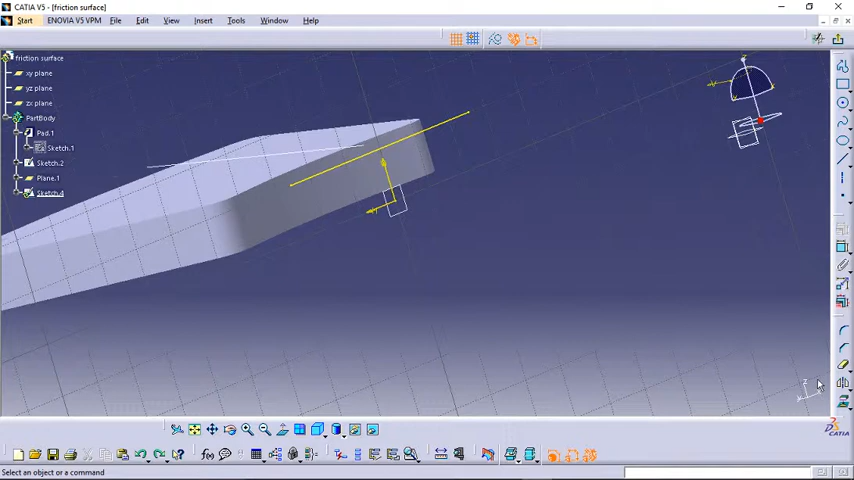 CATIA V5 - [friction surface]
Start ENOVIA V5 VPM File Edit View Insert Tools Window Help
friction surface
xy plane
yz plane
zx plane
PartBody
Pad.1
Sketch.1
Sketch.2
Plane.1
Sketch.4
CATIA
Select an object or a command